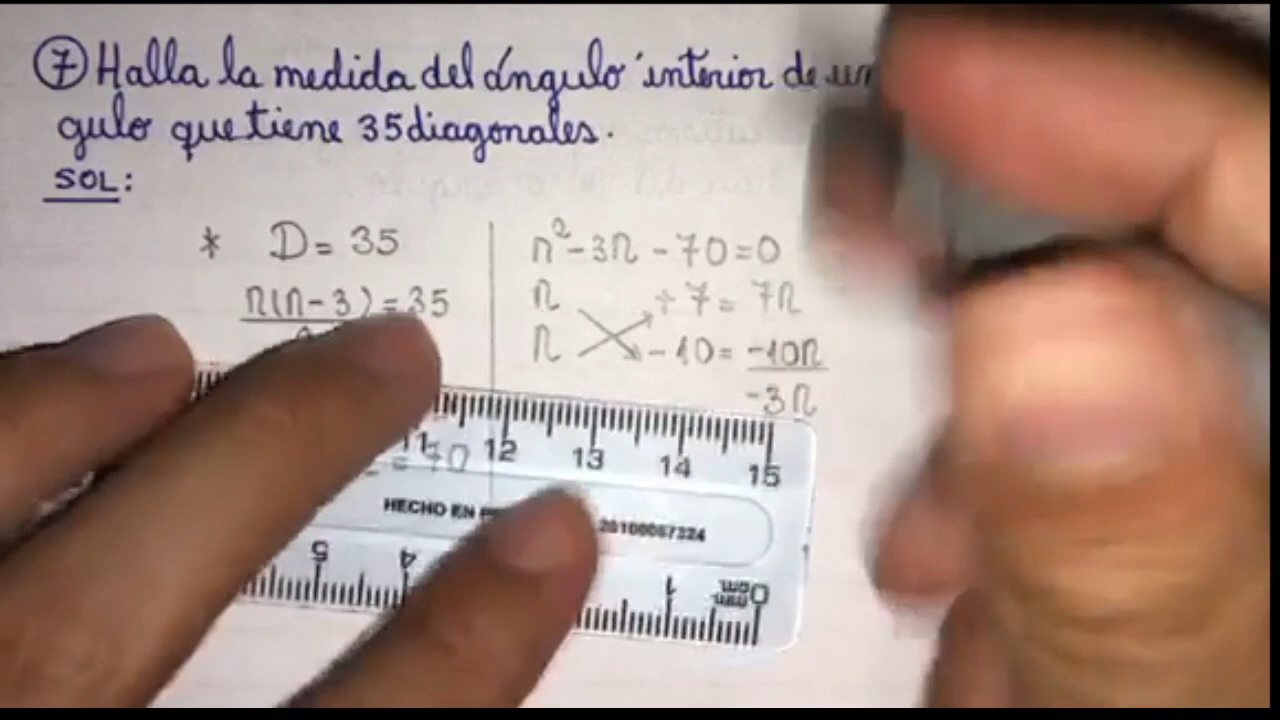 ⑦ Halla la medida del ángulo interior de un
gulo que tiene 35 diagonales.
SOL:
* D = 35
n(n-3) = 35
= 70
n²-3n-70=0
n +7= 7n
n -10= -10n
-3n
11 12 13 14 15
HECHO EN 20100067324
5 4 1 0